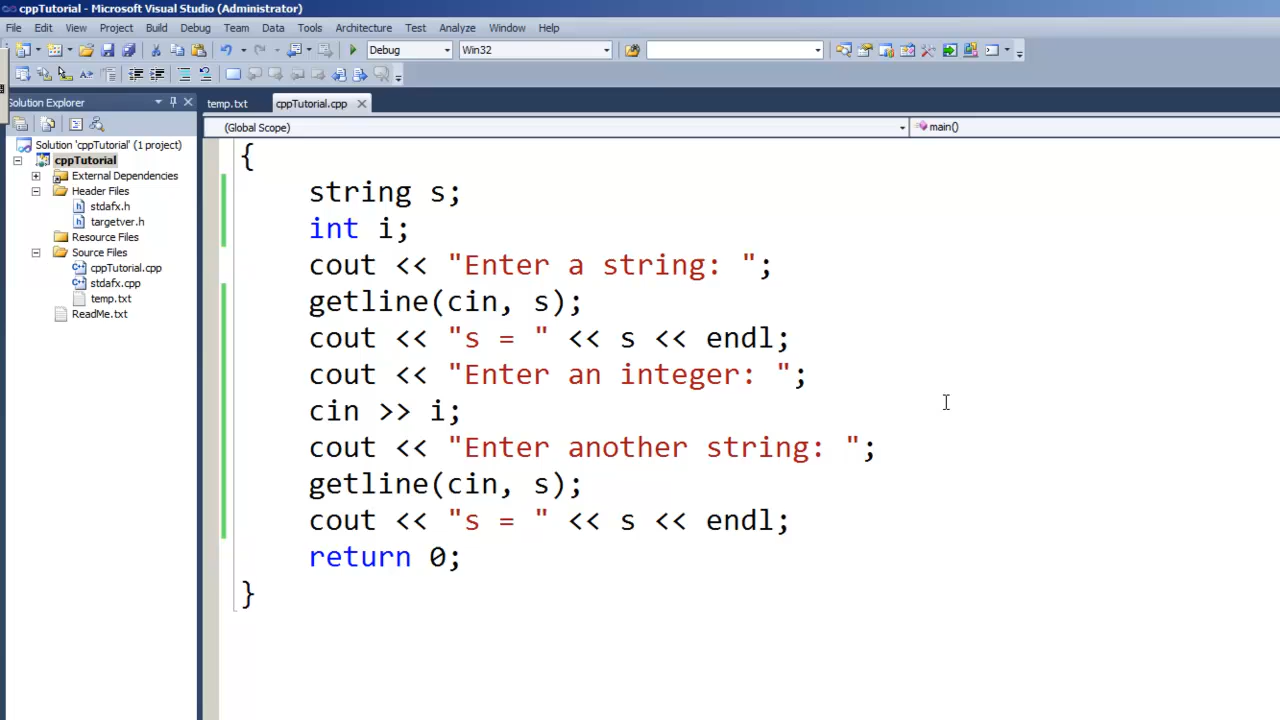 cppTutorial - Microsoft Visual Studio (Administrator)
File Edit View Project Build Debug Team Data Tools Architecture Test Analyze Window Help
Debug Win32
Solution Explorer
temp.txt cppTutorial.cpp
(Global Scope) main()
Solution 'cppTutorial' (1 project)
cppTutorial
External Dependencies
Header Files
stdafx.h
targetver.h
Resource Files
Source Files
cppTutorial.cpp
stdafx.cpp
temp.txt
ReadMe.txt
{
string s;
int i;
cout << "Enter a string: ";
getline(cin, s);
cout << "s = " << s << endl;
cout << "Enter an integer: ";
cin >> i;
cout << "Enter another string: ";
getline(cin, s);
cout << "s = " << s << endl;
return 0;
}